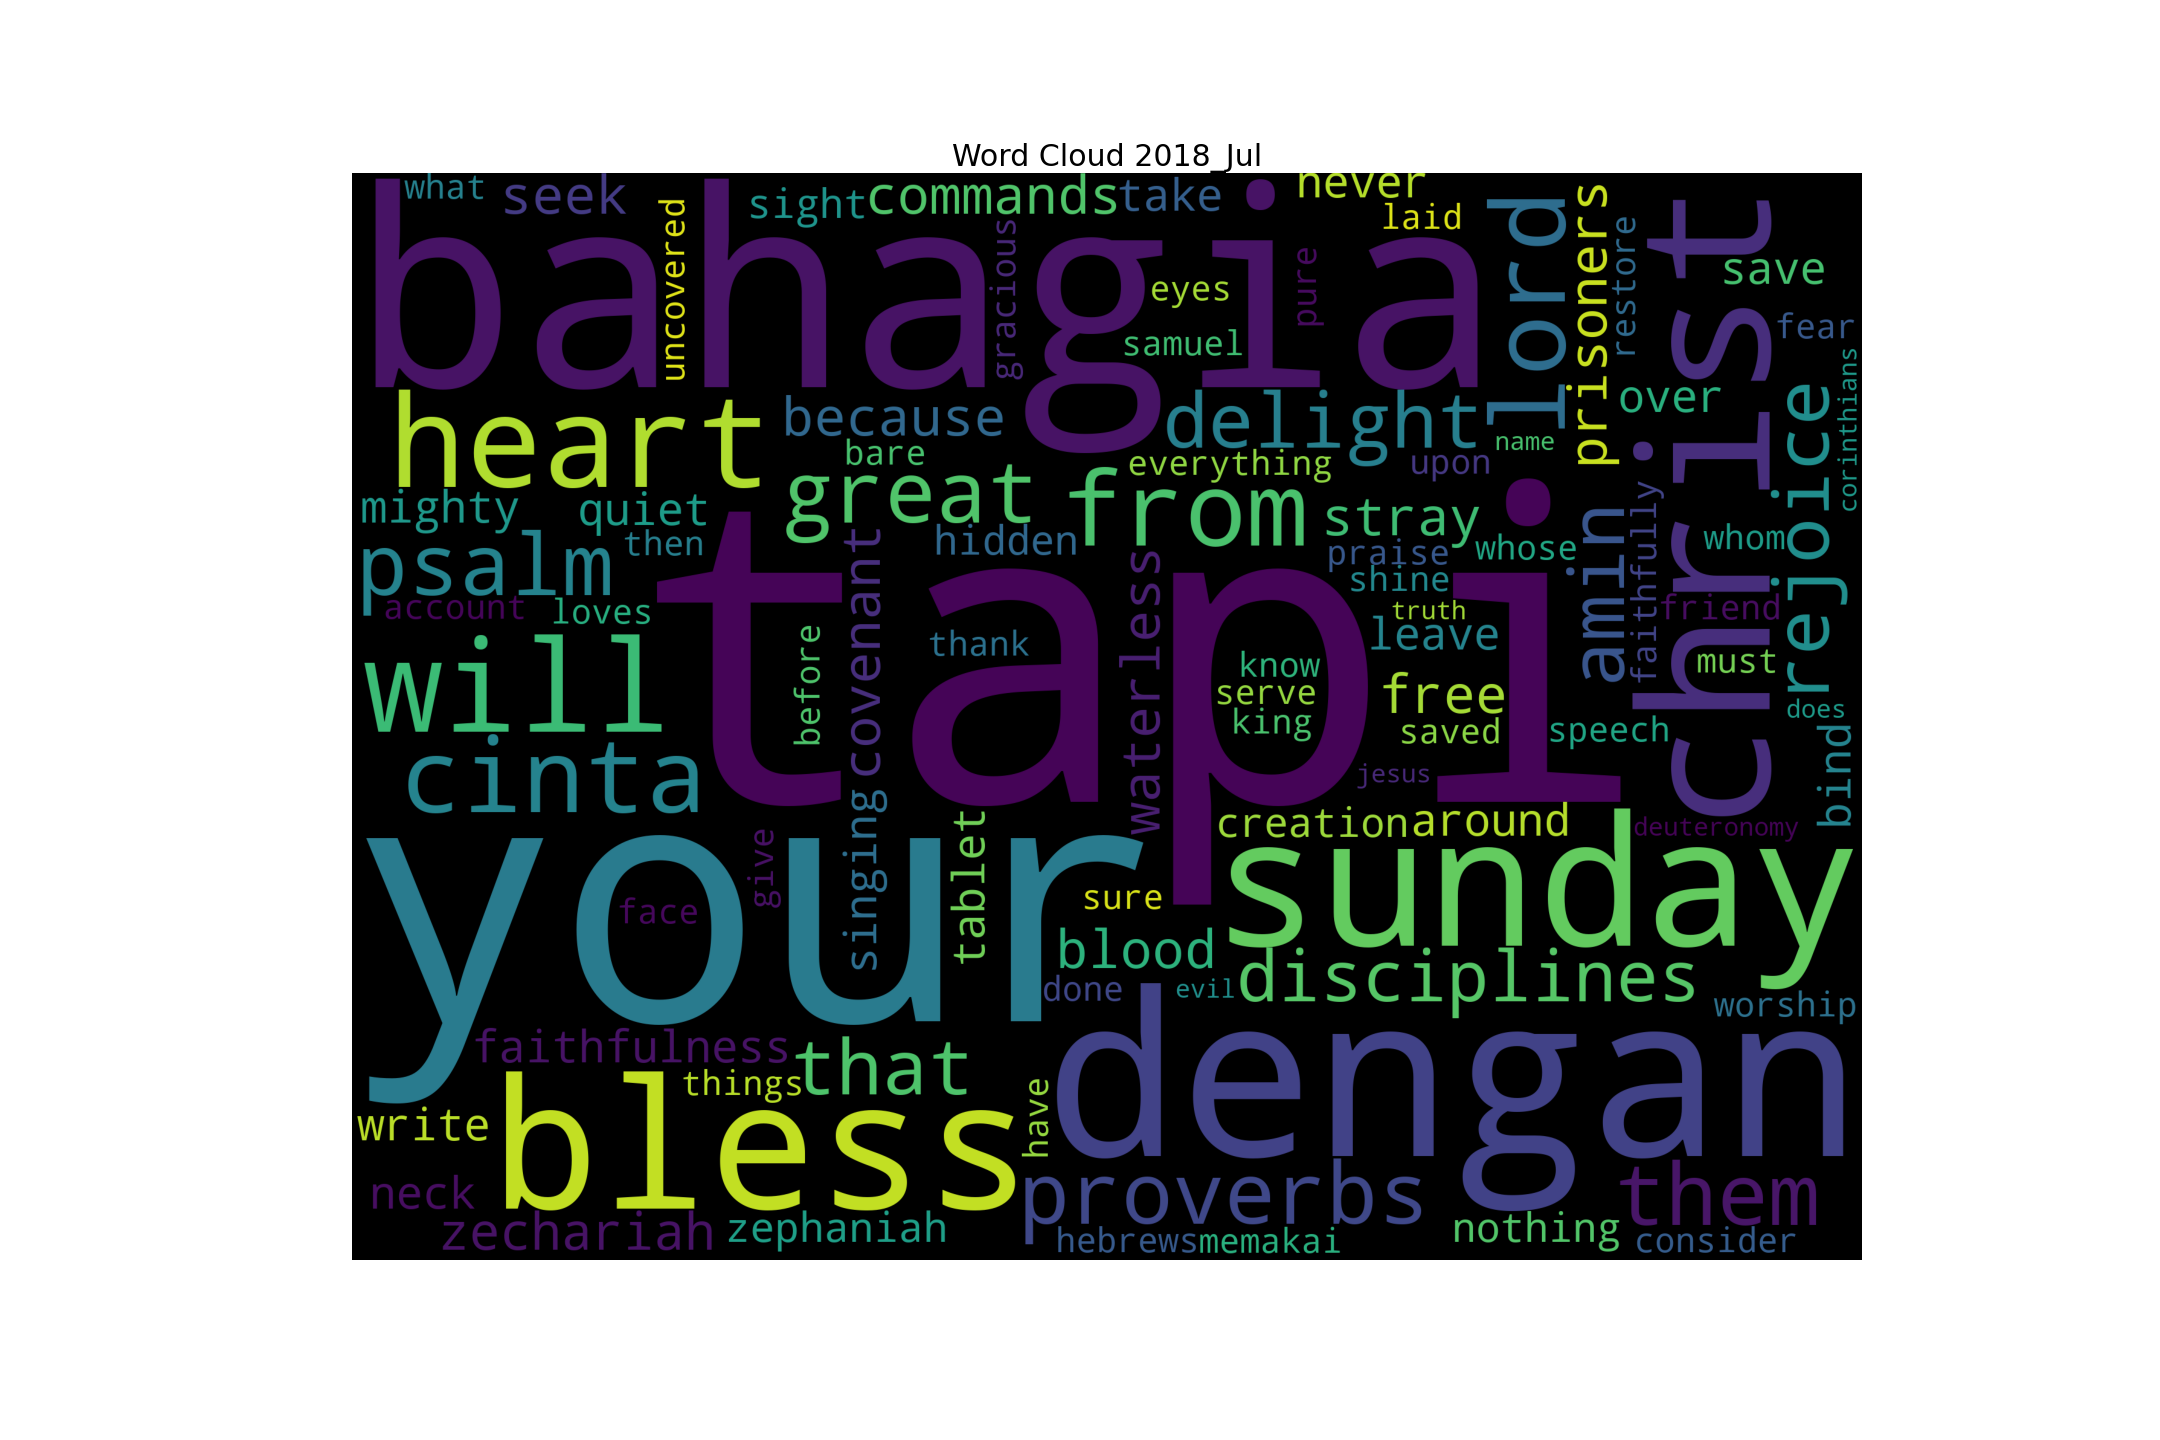 Word Cloud 2018_Jul
what
seek
sight
commands
take
never
laid
lord
prisoners
restore
christ
save
fear
corinthians
bahagia
uncovered
gracious
pure
eyes
samuel
heart
because
delight
over
name
bare
everything
upon
rejoice
mighty
quiet
great
from
stray
amin
faithfully
whom
psalm
then
hidden
praise
whose
shine
account
loves
tapi
covenant
waterless
truth
friend
leave
thank
before
know
must
will
serve
free
king
saved
speech
does
bind
cinta
singing
jesus
tablet
give
creation
around
deuteronomy
your
face
sure
sunday
blood
disciplines
done
evil
worship
faithfulness
that
dengan
things
have
write
bless
neck
proverbs
them
zechariah
zephaniah
hebrews
memakai
nothing
consider